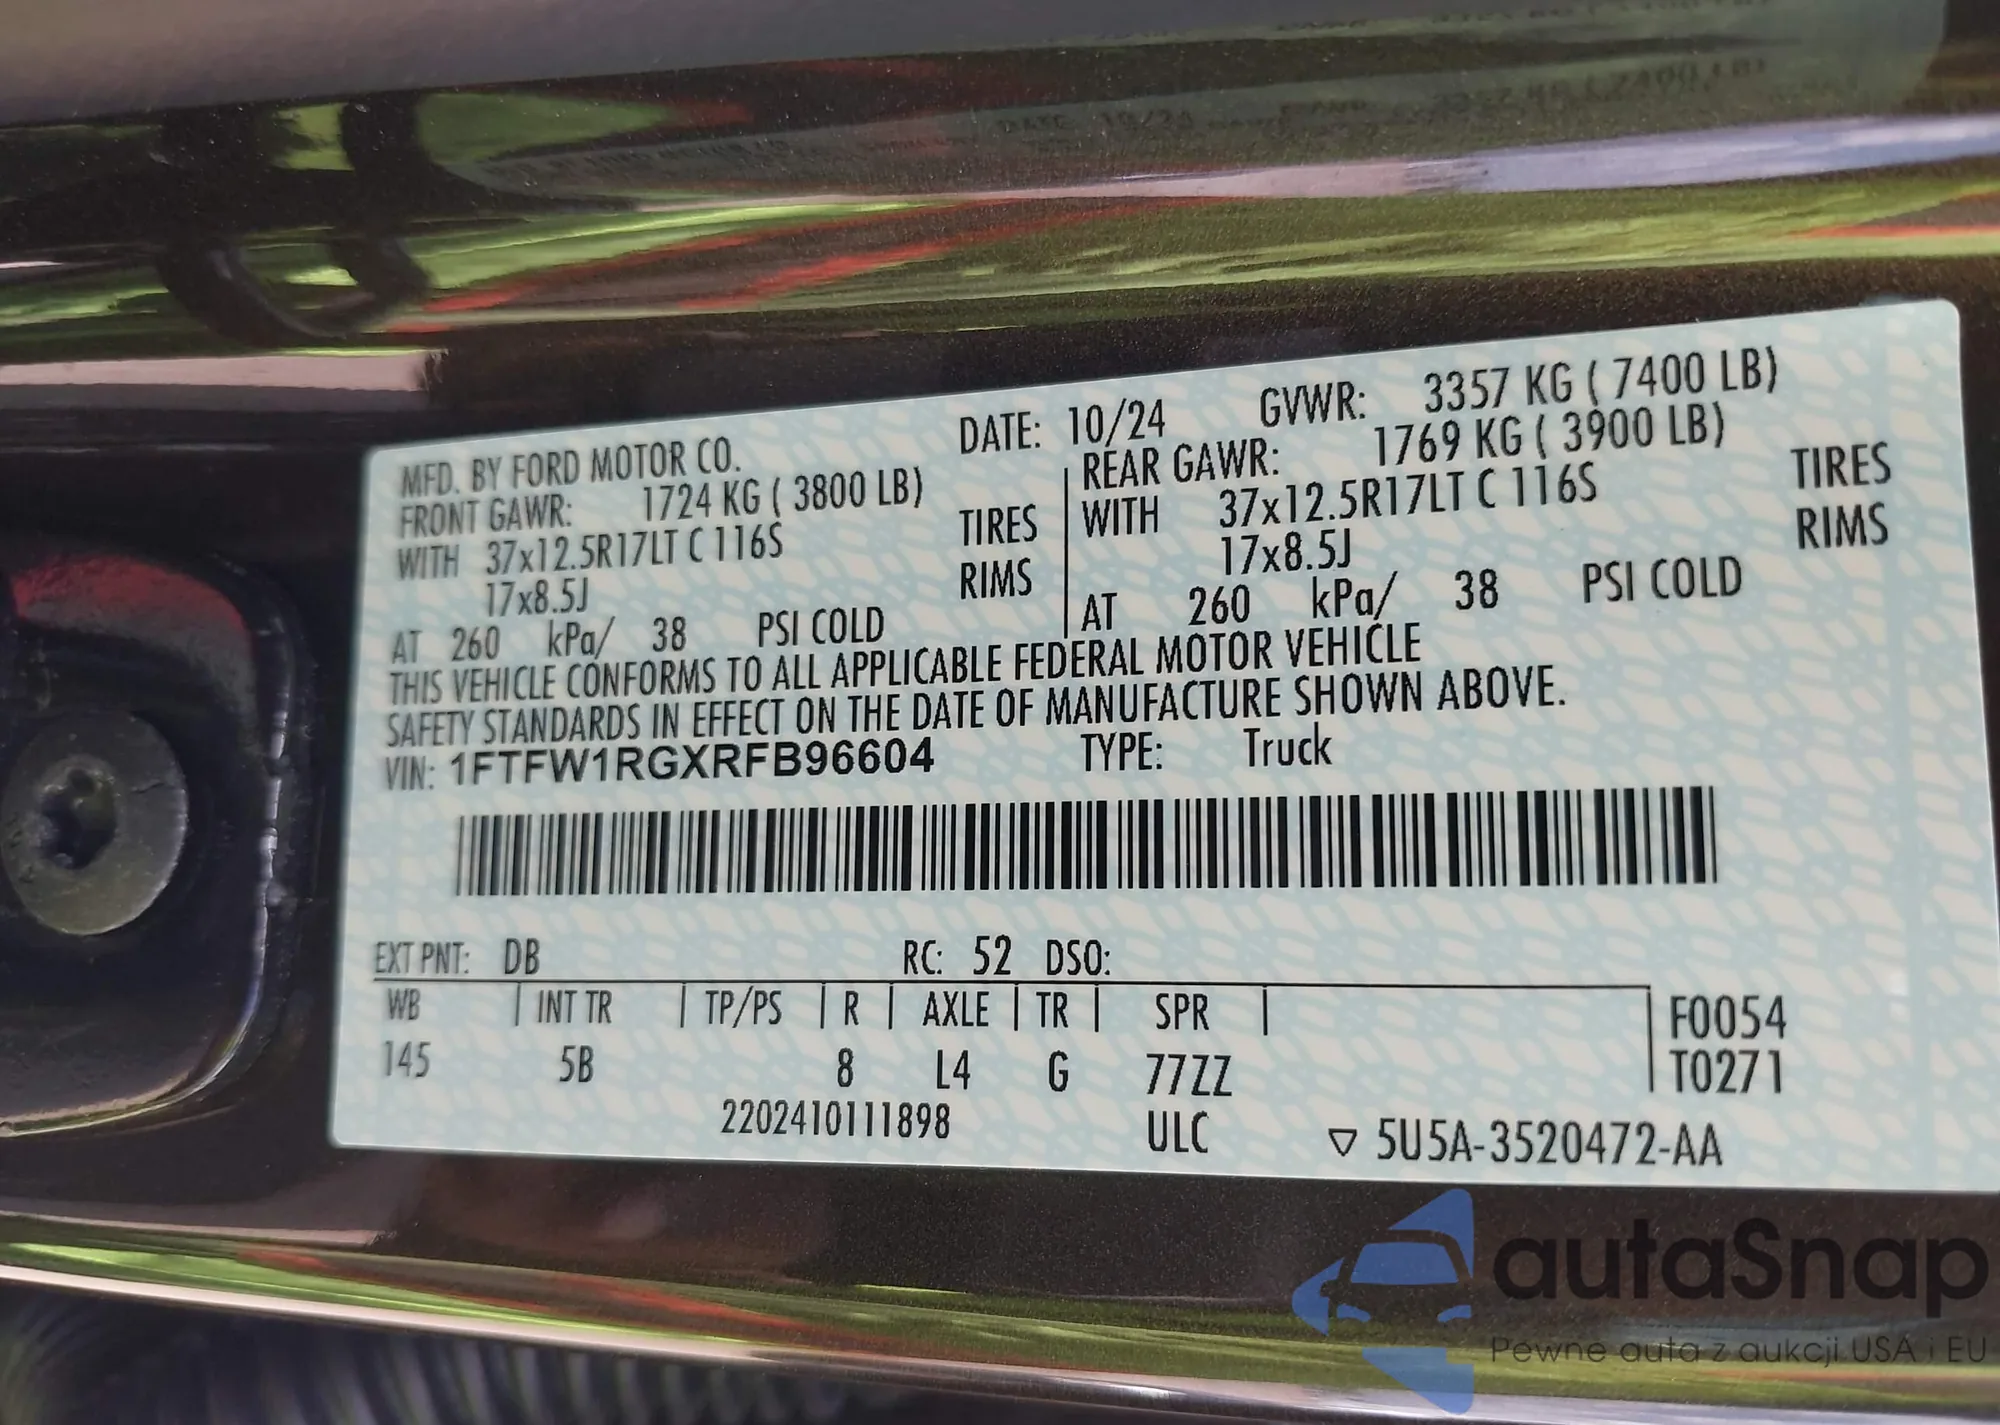 MFD. BY FORD MOTOR CO. DATE: 10/24 GVWR: 3357 KG ( 7400 LB)
FRONT GAWR: 1724 KG ( 3800 LB) REAR GAWR: 1769 KG ( 3900 LB)
WITH 37x12.5R17LT C 116S TIRES WITH 37x12.5R17LT C 116S TIRES
17x8.5J RIMS 17x8.5J RIMS
AT 260 kPa/ 38 PSI COLD AT 260 kPa/ 38 PSI COLD
THIS VEHICLE CONFORMS TO ALL APPLICABLE FEDERAL MOTOR VEHICLE
SAFETY STANDARDS IN EFFECT ON THE DATE OF MANUFACTURE SHOWN ABOVE.
VIN: 1FTFW1RGXRFB96604 TYPE: Truck
EXT PNT: DB RC: 52 DSO:
WB INT TR TP/PS R AXLE TR SPR F0054
145 5B 8 L4 G 77ZZ T0271
2202410111898 ULC ▽ 5U5A-3520472-AA
autaSnap
Pewne auta z aukcji USA i EU